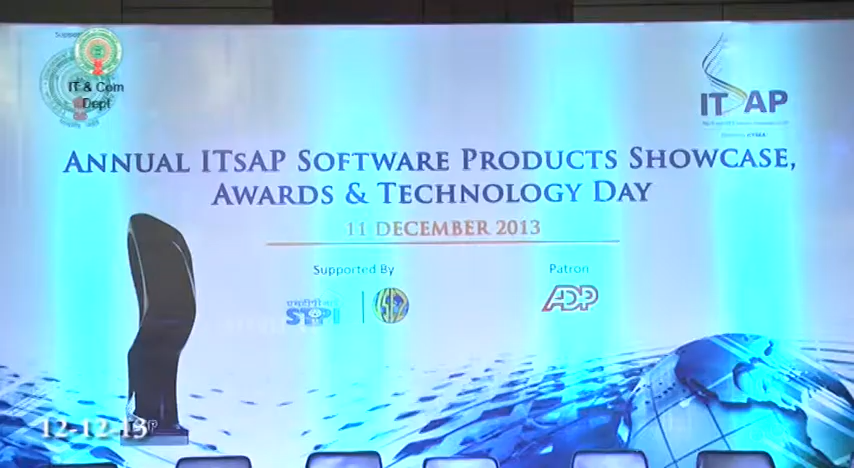 IT & Com
Dept
ITSAP
ANNUAL ITSAP SOFTWARE PRODUCTS SHOWCASE,
AWARDS & TECHNOLOGY DAY
11 DECEMBER 2013
Supported By
Patron
STPI
ADP
12-12-13